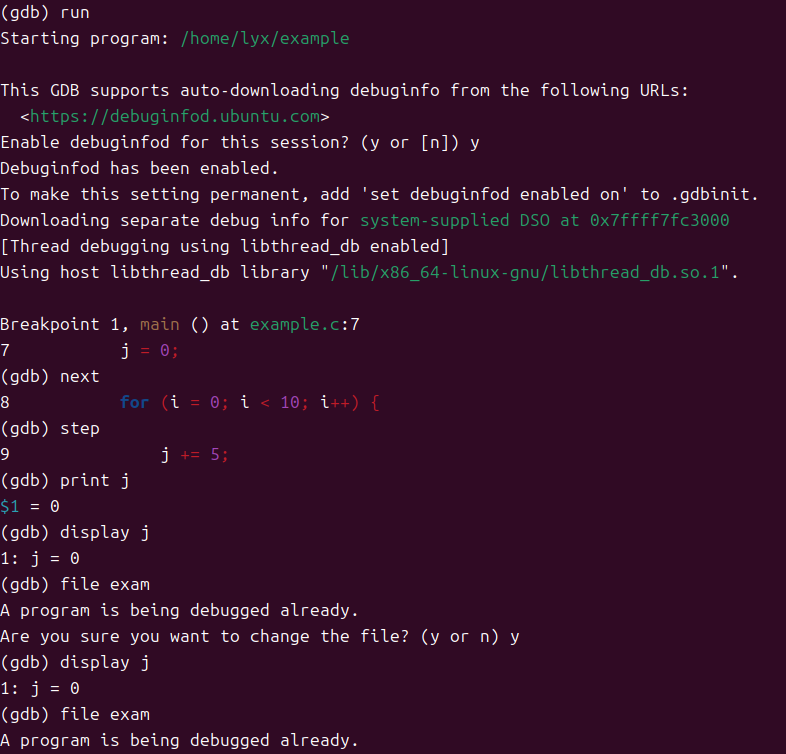 (gdb) run
Starting program: /home/lyx/example
This GDB supports auto-downloading debuginfo from the following URLs:
<https://debuginfod.ubuntu.com>
Enable debuginfod for this session? (y or [n]) y
Debuginfod has been enabled.
To make this setting permanent, add 'set debuginfod enabled on' to .gdbinit.
Downloading separate debug info for system-supplied DSO at 0x7ffff7fc3000
[Thread debugging using libthread_db enabled]
Using host libthread_db library "/lib/x86_64-linux-gnu/libthread_db.so.1".
Breakpoint 1, main () at example.c:7
7 j = 0;
(gdb) next
8 for (i = 0; i < 10; i++) {
(gdb) step
9 j += 5;
(gdb) print j
$1 = 0
(gdb) display j
1: j = 0
(gdb) file exam
A program is being debugged already.
Are you sure you want to change the file? (y or n) y
(gdb) display j
1: j = 0
(gdb) file exam
A program is being debugged already.